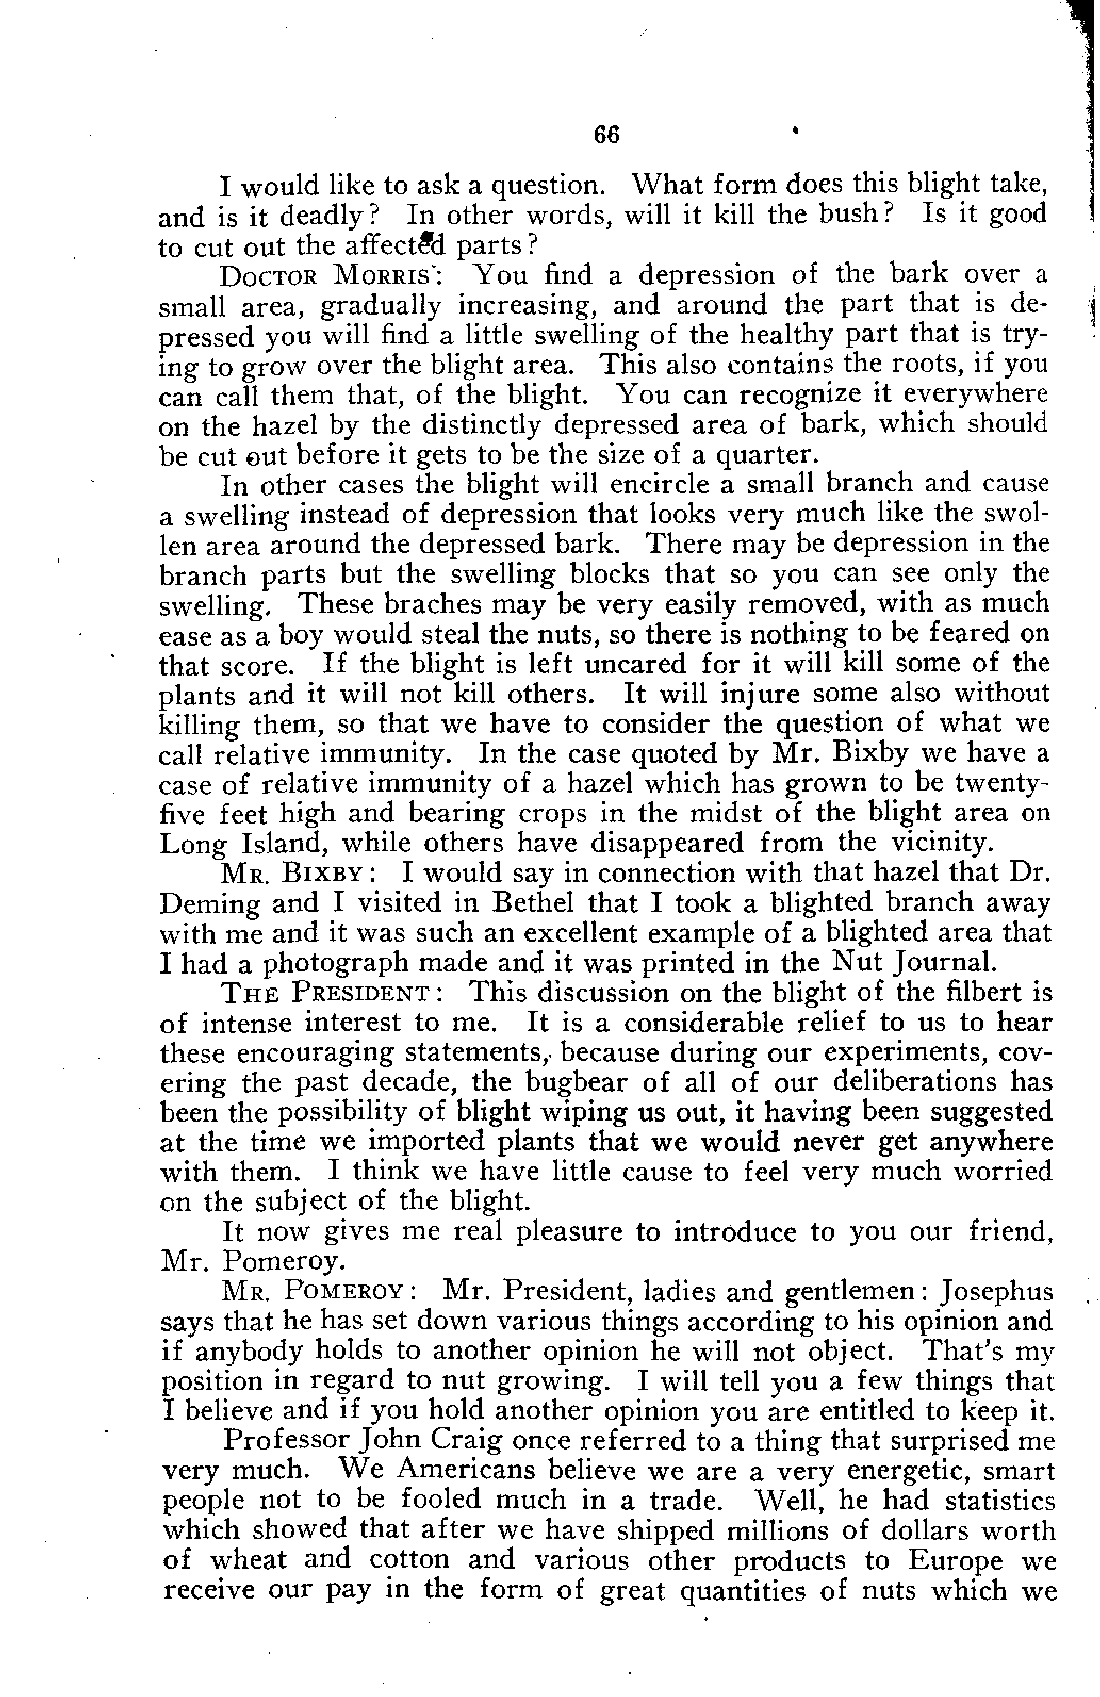 66
I would like to ask a question. What form does this blight take,
and is it deadly? In other words, will it kill the bush? Is it good
to cut out the affected parts?
DOCTOR MORRIS: You find a depression of the bark over a
small area, gradually increasing, and around the part that is de-
pressed you will find a little swelling of the healthy part that is try-
ing to grow over the blight area. This also contains the roots, if you
can call them that, of the blight. You can recognize it everywhere
on the hazel by the distinctly depressed area of bark, which should
be cut out before it gets to be the size of a quarter.
In other cases the blight will encircle a small branch and cause
a swelling instead of depression that looks very much like the swol-
len area around the depressed bark. There may be depression in the
branch parts but the swelling blocks that so you can see only the
swelling. These braches may be very easily removed, with as much
ease as a boy would steal the nuts, so there is nothing to be feared on
that score. If the blight is left uncared for it will kill some of the
plants and it will not kill others. It will injure some also without
killing them, so that we have to consider the question of what we
call relative immunity. In the case quoted by Mr. Bixby we have a
case of relative immunity of a hazel which has grown to be twenty-
five feet high and bearing crops in the midst of the blight area on
Long Island, while others have disappeared from the vicinity.
MR. BIXBY: I would say in connection with that hazel that Dr.
Deming and I visited in Bethel that I took a blighted branch away
with me and it was such an excellent example of a blighted area that
I had a photograph made and it was printed in the Nut Journal.
THE PRESIDENT: This discussion on the blight of the filbert is
of intense interest to me. It is a considerable relief to us to hear
these encouraging statements, because during our experiments, cov-
ering the past decade, the bugbear of all of our deliberations has
been the possibility of blight wiping us out, it having been suggested
at the time we imported plants that we would never get anywhere
with them. I think we have little cause to feel very much worried
on the subject of the blight.
It now gives me real pleasure to introduce to you our friend,
Mr. Pomeroy.
MR. POMEROY: Mr. President, ladies and gentlemen: Josephus
says that he has set down various things according to his opinion and
if anybody holds to another opinion he will not object. That's my
position in regard to nut growing. I will tell you a few things that
I believe and if you hold another opinion you are entitled to keep it.
Professor John Craig once referred to a thing that surprised me
very much. We Americans believe we are a very energetic, smart
people not to be fooled much in a trade. Well, he had statistics
which showed that after we have shipped millions of dollars worth
of wheat and cotton and various other products to Europe we
receive our pay in the form of great quantities of nuts which we